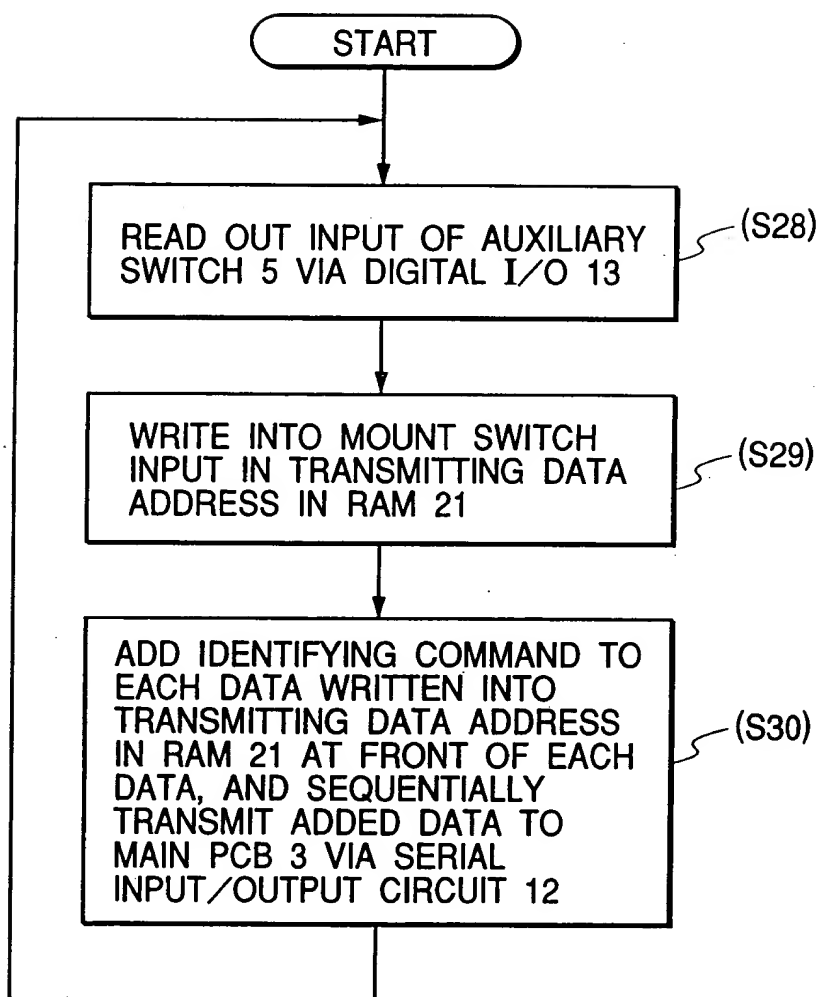 START
READ OUT INPUT OF AUXILIARY
SWITCH 5 VIA DIGITAL I/O 13
(S28)
WRITE INTO MOUNT SWITCH
INPUT IN TRANSMITTING DATA
ADDRESS IN RAM 21
(S29)
ADD IDENTIFYING COMMAND TO
EACH DATA WRITTEN INTO
TRANSMITTING DATA ADDRESS
IN RAM 21 AT FRONT OF EACH
DATA, AND SEQUENTIALLY
TRANSMIT ADDED DATA TO
MAIN PCB 3 VIA SERIAL
INPUT/OUTPUT CIRCUIT 12
(S30)